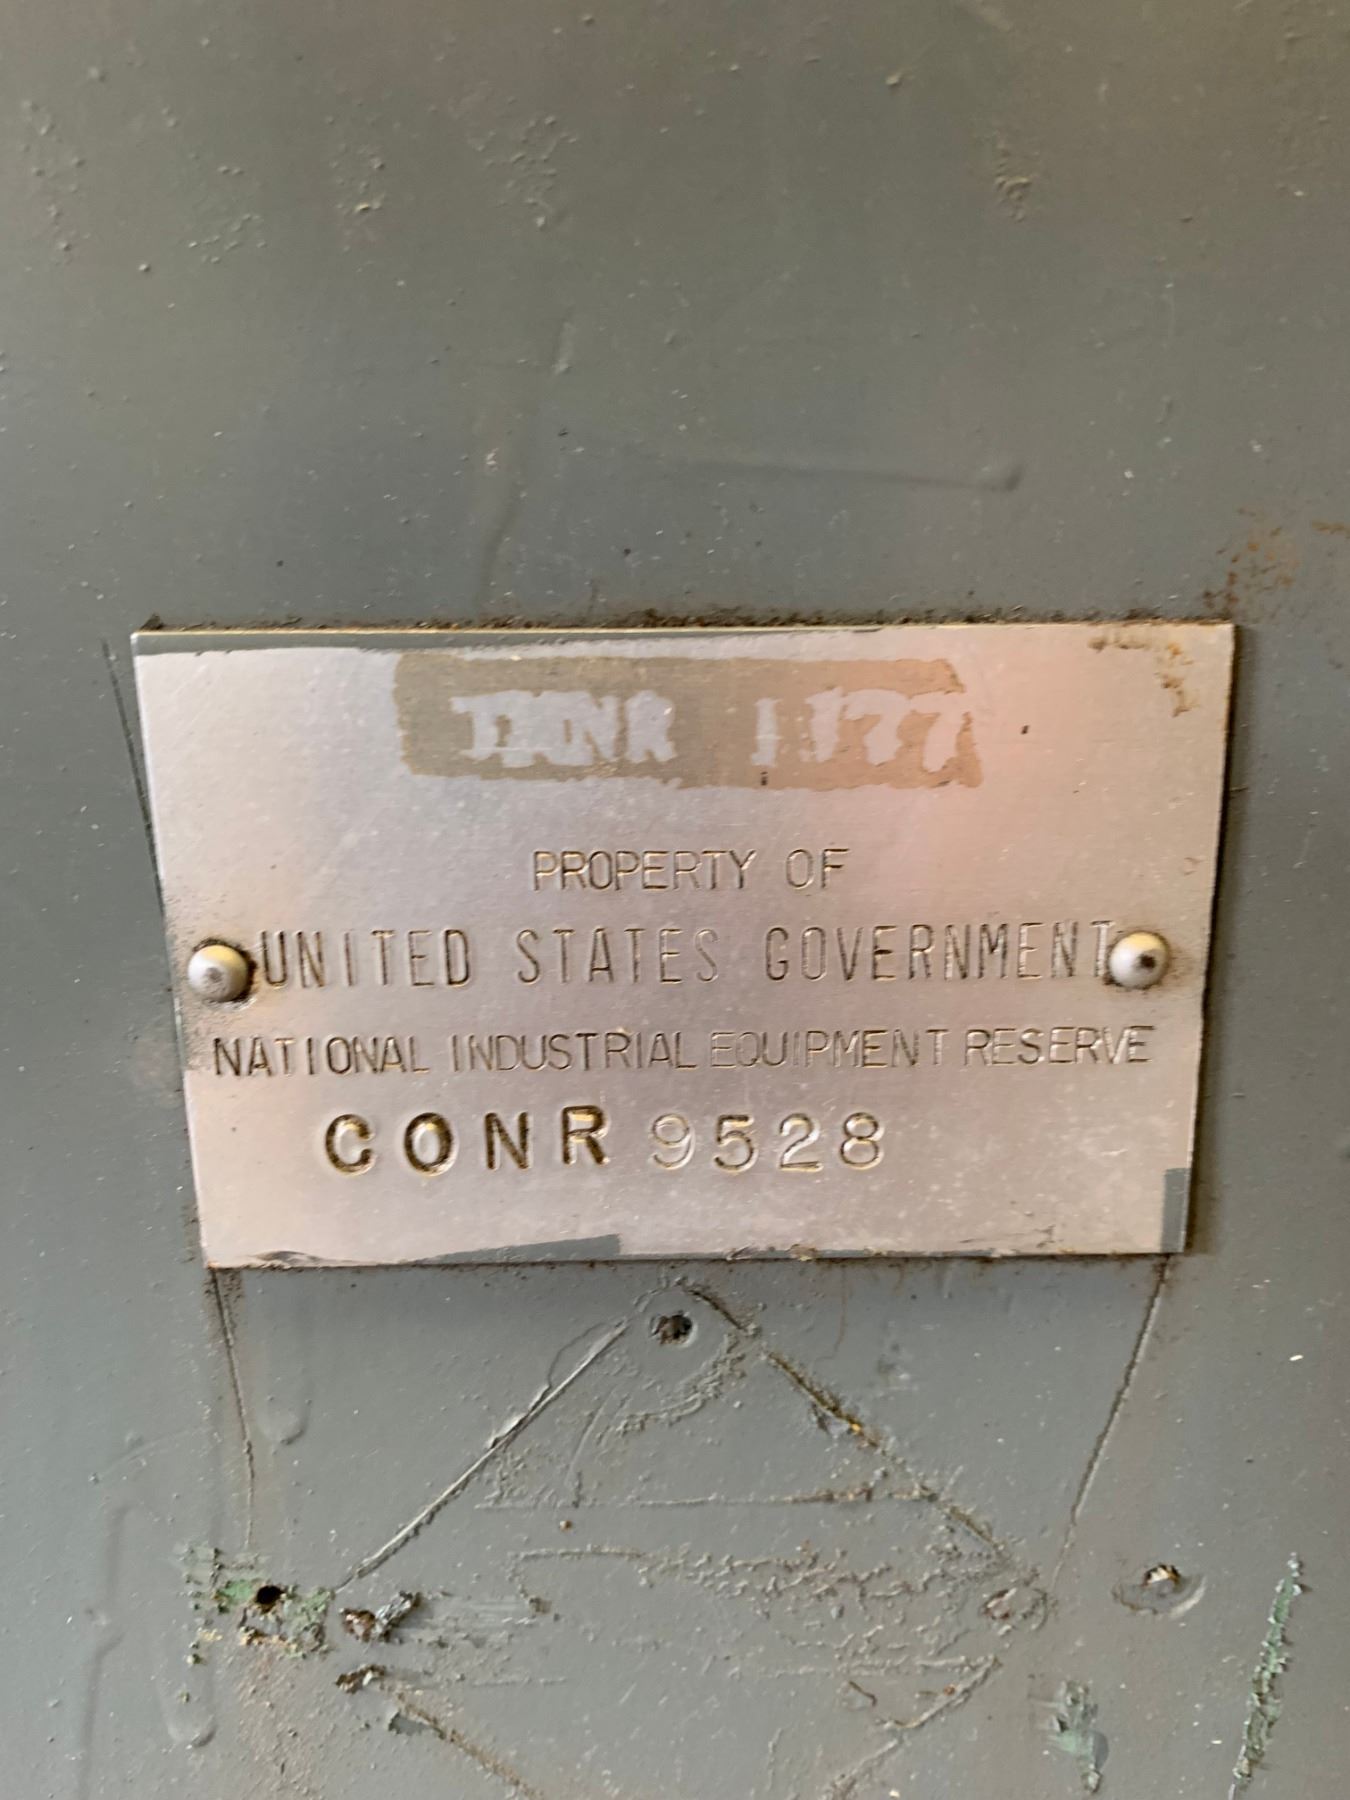 PROPERTY OF
UNITED STATES GOVERNMENT
NATIONAL INDUSTRIAL EQUIPMENT RESERVE
CONR 9528